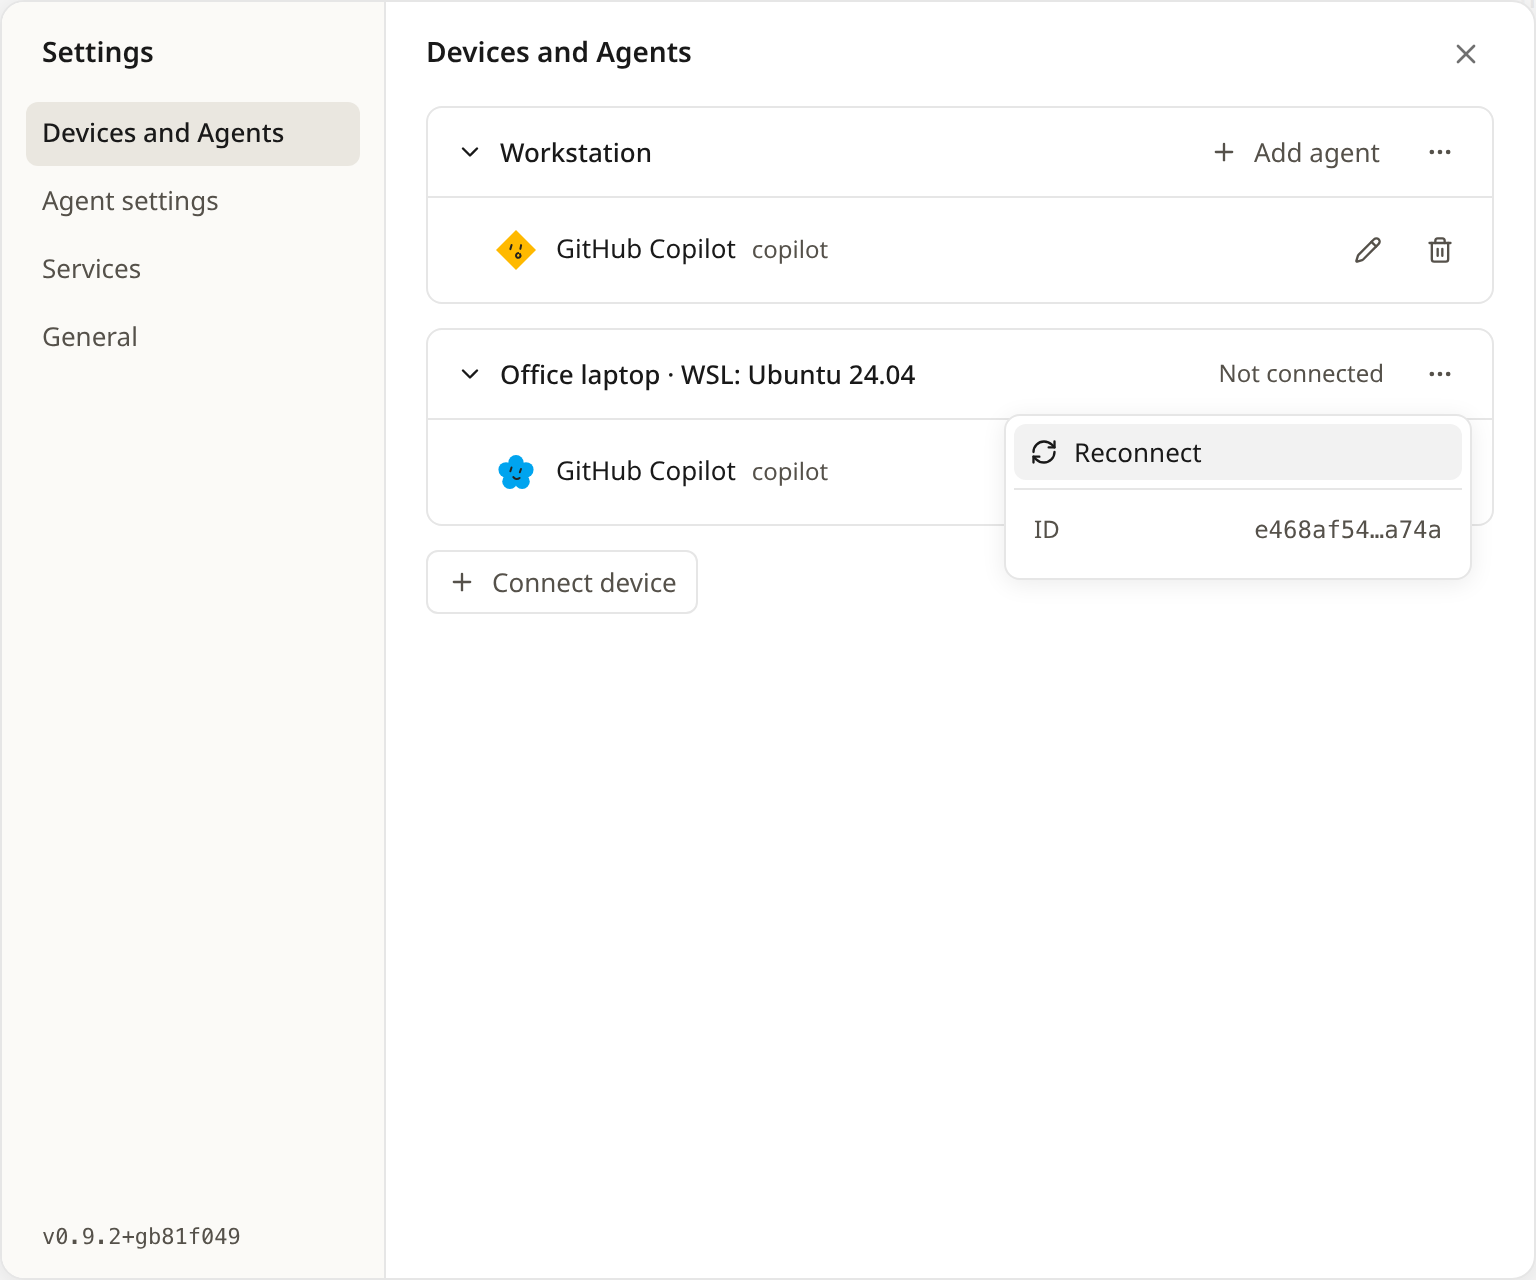 Settings
Devices and Agents
Agent settings
Services
General
v0.9.2+gb81f049
Devices and Agents
Workstation
Add agent
GitHub Copilot copilot
Office laptop · WSL: Ubuntu 24.04
Not connected
GitHub Copilot copilot
Reconnect
ID e468af54…a74a
Connect device